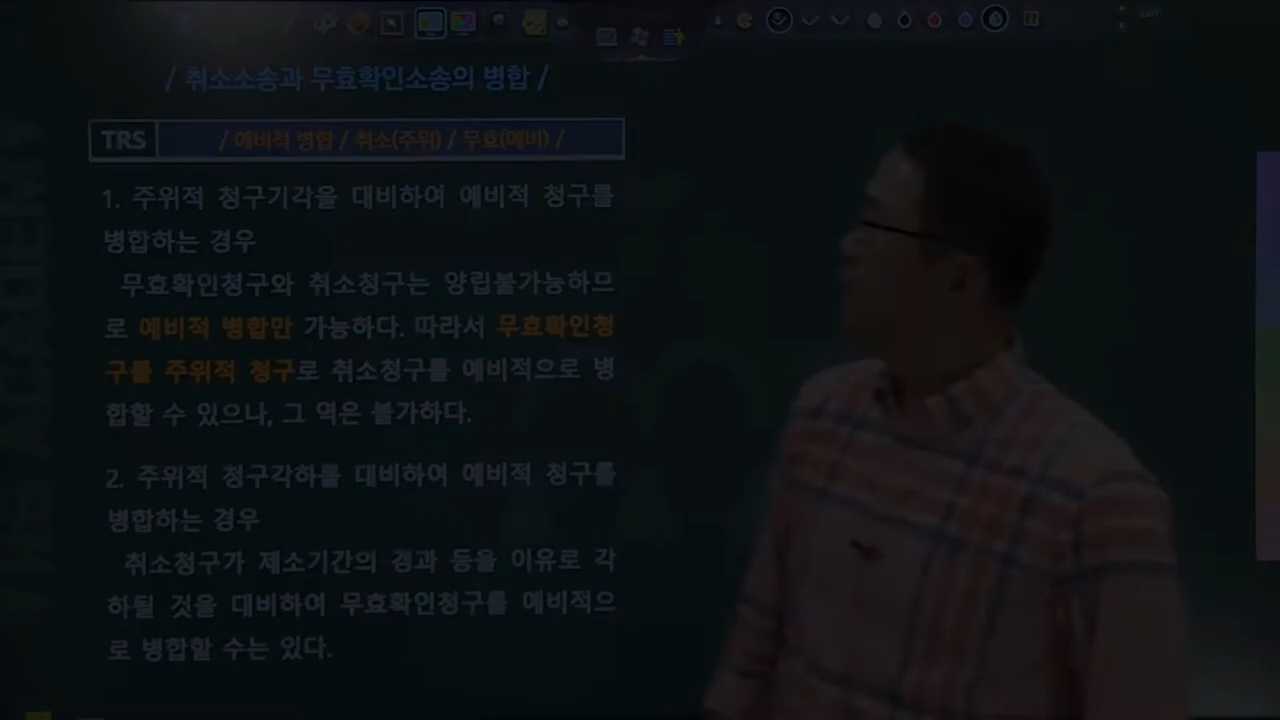 / 취소소송과 무효확인소송의 병합 /
TRS / 예비적 병합 / 취소(주위) / 무효(예비) /
1. 주위적 청구기각을 대비하여 예비적 청구를
병합하는 경우
무효확인청구와 취소청구는 양립불가능하므
로 예비적 병합만 가능하다. 따라서 무효확인청
구를 주위적 청구로 취소청구를 예비적으로 병
합할 수 있으나, 그 역은 불가하다.
2. 주위적 청구각하를 대비하여 예비적 청구를
병합하는 경우
취소청구가 제소기간의 경과 등을 이유로 각
하될 것을 대비하여 무효확인청구를 예비적으
로 병합할 수는 있다.